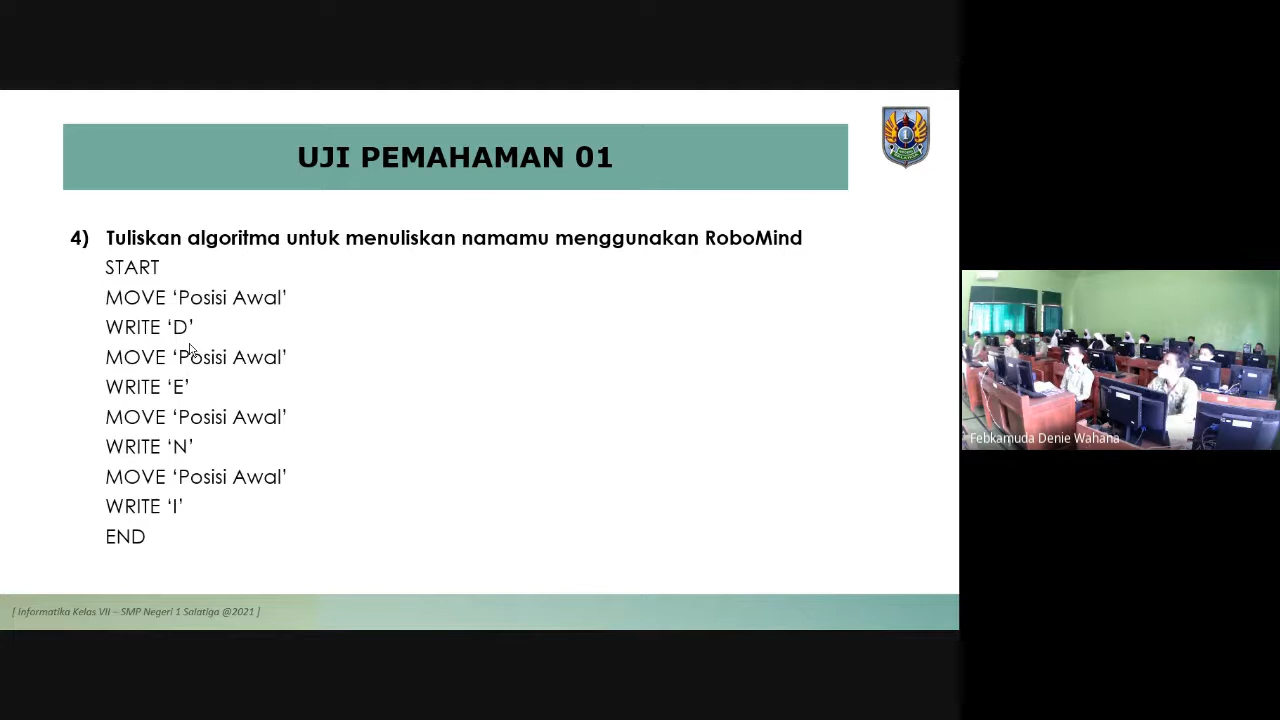 UJI PEMAHAMAN 01
4) Tuliskan algoritma untuk menuliskan namamu menggunakan RoboMind
START
MOVE ‘Posisi Awal’
WRITE ‘D’
MOVE ‘Posisi Awal’
WRITE ‘E’
MOVE ‘Posisi Awal’
WRITE ‘N’
MOVE ‘Posisi Awal’
WRITE ‘I’
END
[ Informatika Kelas VII – SMP Negeri 1 Salatiga @2021 ]
Febkamuda Denie Wahana